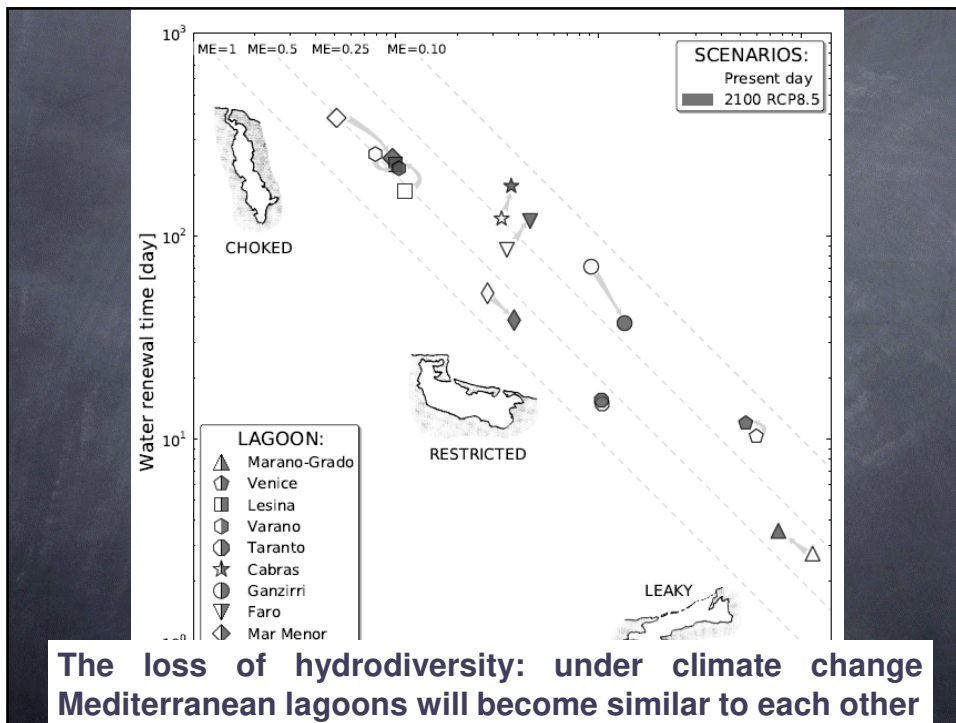 10³
ME=1 ME=0.5 ME=0.25 ME=0.10
SCENARIOS:
Present day
2100 RCP8.5
CHOKED
10²
Water renewal time [day]
RESTRICTED
10¹
LAGOON:
Marano-Grado
Venice
Lesina
Varano
Taranto
Cabras
Ganzirri
Faro
Mar Menor
LEAKY
The loss of hydrodiversity: under climate change
Mediterranean lagoons will become similar to each other